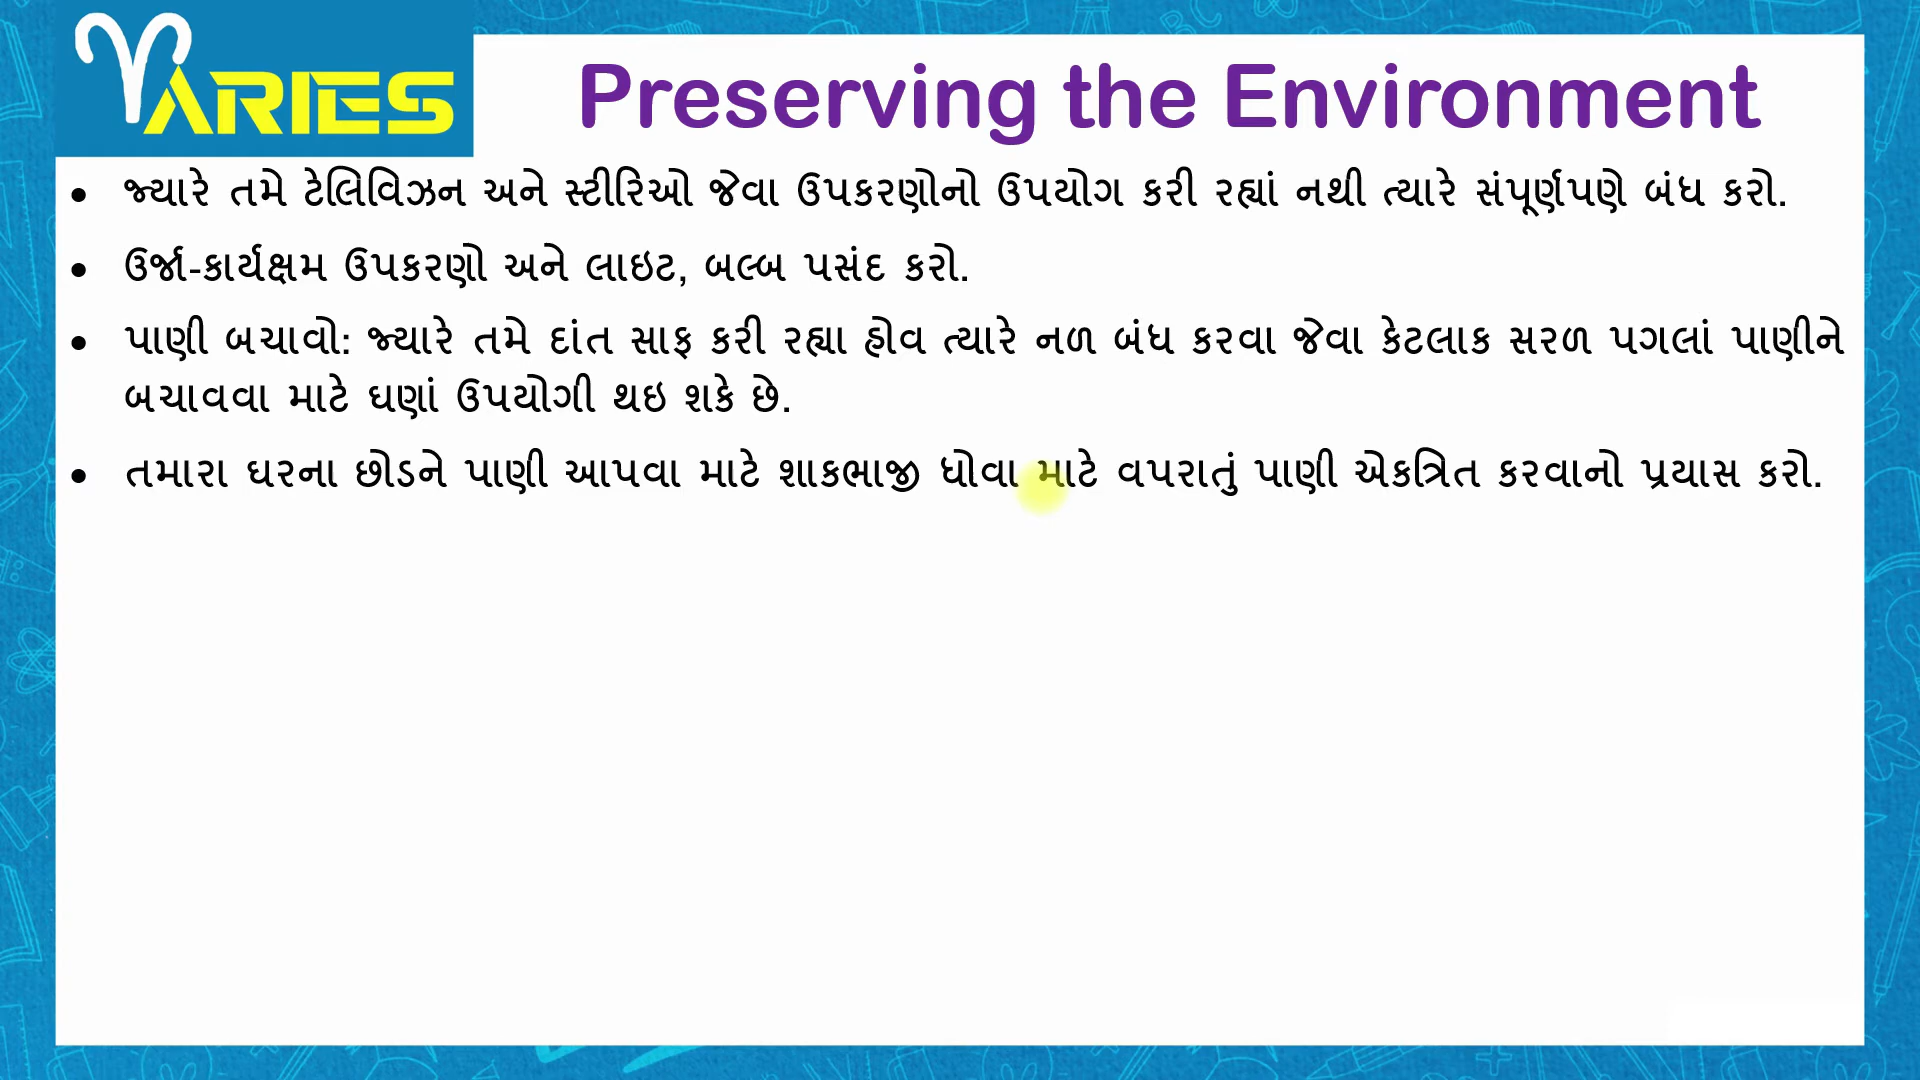 ARIES
Preserving the Environment
• જ્યારે તમે ટેલિવિઝન અને સ્ટીરિઓ જેવા ઉપકરણોનો ઉપયોગ કરી રહ્યાં નથી ત્યારે સંપૂર્ણપણે બંધ કરો.
• ઉર્જા-કાર્યક્ષમ ઉપકરણો અને લાઇટ, બલ્બ પસંદ કરો.
• પાણી બચાવો: જ્યારે તમે દાંત સાફ કરી રહ્યા હોવ ત્યારે નળ બંધ કરવા જેવા કેટલાક સરળ પગલાં પાણીને
બચાવવા માટે ઘણાં ઉપયોગી થઇ શકે છે.
• તમારા ઘરના છોડને પાણી આપવા માટે શાકભાજી ધોવા માટે વપરાતું પાણી એકત્રિત કરવાનો પ્રયાસ કરો.